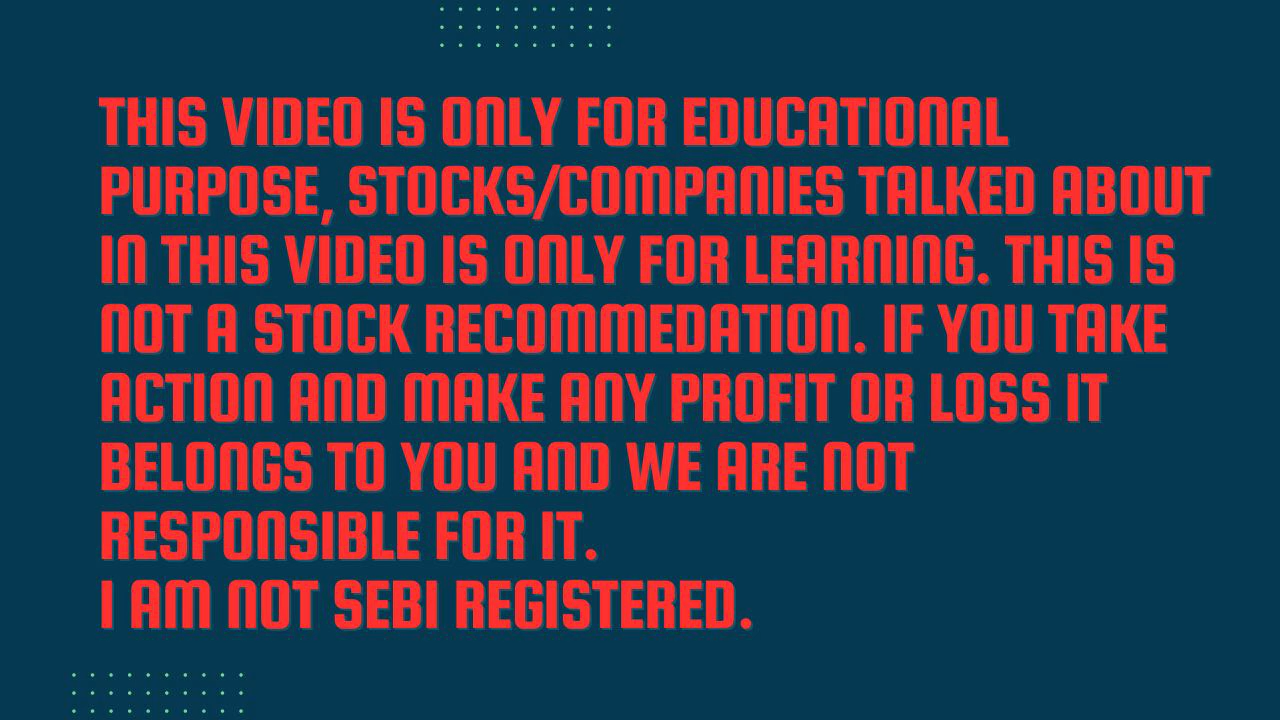 THIS VIDEO IS ONLY FOR EDUCATIONAL
PURPOSE, STOCKS/COMPANIES TALKED ABOUT
IN THIS VIDEO IS ONLY FOR LEARNING. THIS IS
NOT A STOCK RECOMMEDATION. IF YOU TAKE
ACTION AND MAKE ANY PROFIT OR LOSS IT
BELONGS TO YOU AND WE ARE NOT
RESPONSIBLE FOR IT.
I AM NOT SEBI REGISTERED.